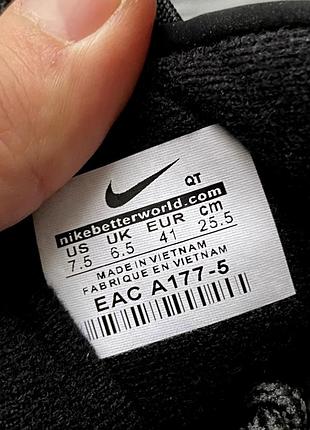 QT
nikebetterworld.com
US UK EUR cm
7.5 6.5 41 25.5
MADE IN VIETNAM
FABRIQUE EN VIETNAM
EAC A177-5